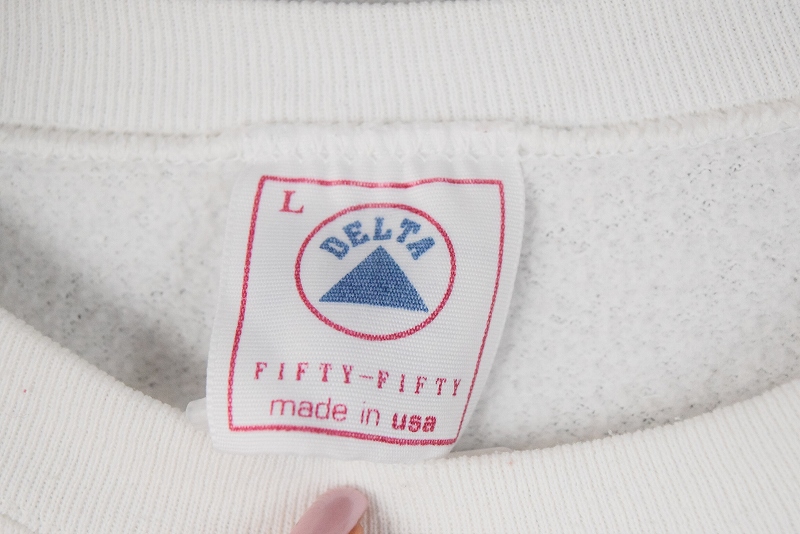 L
DELTA
FIFTY-FIFTY
made in usa